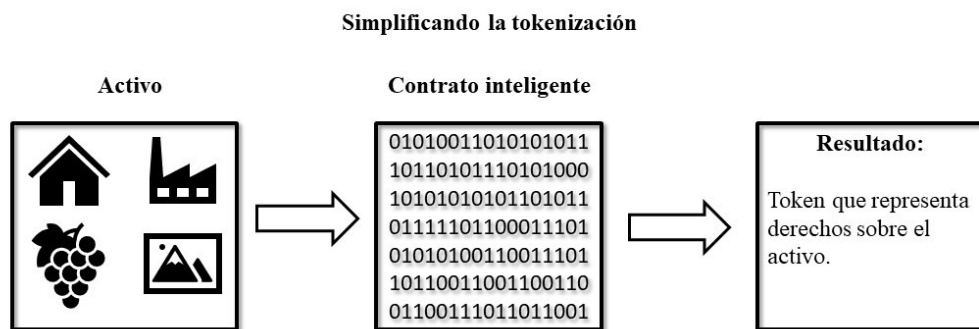 Simplificando la tokenización
Activo
Contrato inteligente
01010011010101011
10110101110101000
10101010101101011
01111101100011101
01010100110011101
10110011001100110
01100111011011001
Resultado:
Token que representa
derechos sobre el
activo.